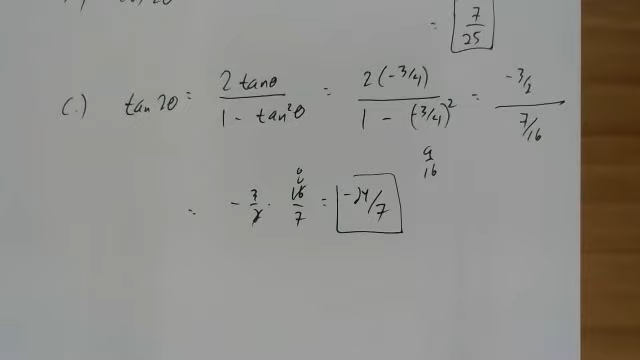 = 7/25
C.) tan 2θ = 2 tanθ / 1 - tan²θ = 2(-3/4) / 1 - (-3/4)² = -3/2 / 7/16
9/16
= -3/2 · 16/7 = -24/7